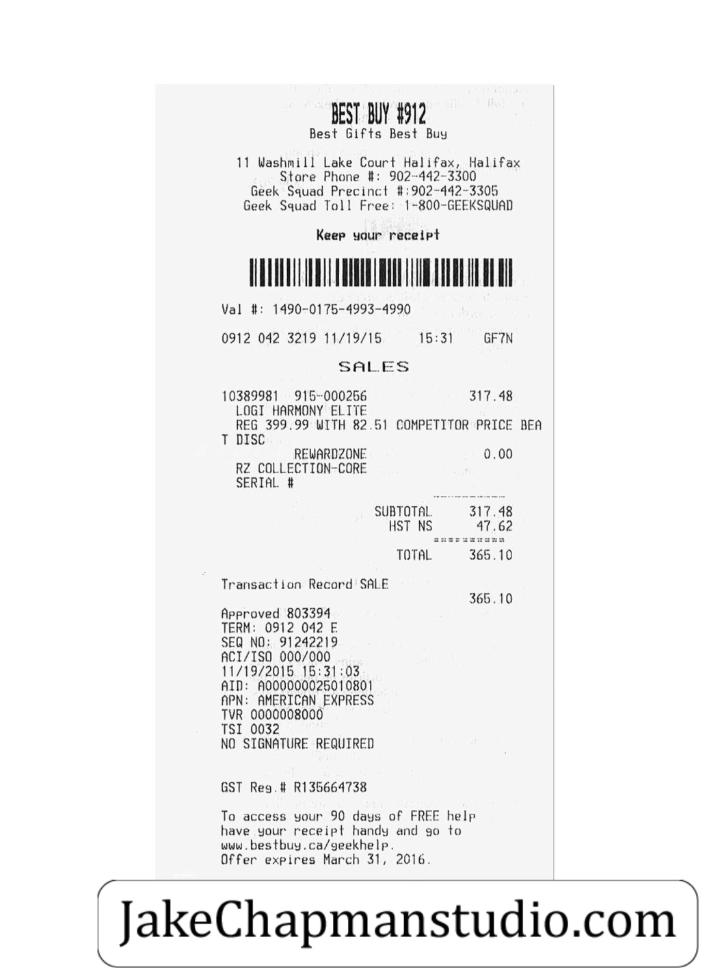 BEST BUY #912
Best Gifts Best Buy
11 Washmill Lake Court Halifax, Halifax
Store Phone #: 902-442-3300
Geek Squad Precinct #:902-442-3305
Geek Squad Toll Free: 1-800-GEEKSQUAD
Keep your receipt
Val #: 1490-0175-4993-4990
0912 042 3219 11/19/15 15:31 GF7N
SALES
10389981 915-000256 317.48
LOGI HARMONY ELITE
REG 399.99 WITH 82.51 COMPETITOR PRICE BEA
T DISC
REWARDZONE 0.00
RZ COLLECTION-CORE
SERIAL #
SUBTOTAL 317.48
HST NS 47.62
TOTAL 365.10
Transaction Record SALE
365.10
Approved 803394
TERM: 0912 042 E
SEQ NO: 91242219
ACI/ISO 000/000
11/19/2015 15:31:03
AID: A000000025010801
APN: AMERICAN EXPRESS
TVR 0000008000
TSI 0032
NO SIGNATURE REQUIRED
GST Reg.# R135664738
To access your 90 days of FREE help
have your receipt handy and go to
www.bestbuy.ca/geekhelp.
Offer expires March 31, 2016.
JakeChapmanstudio.com